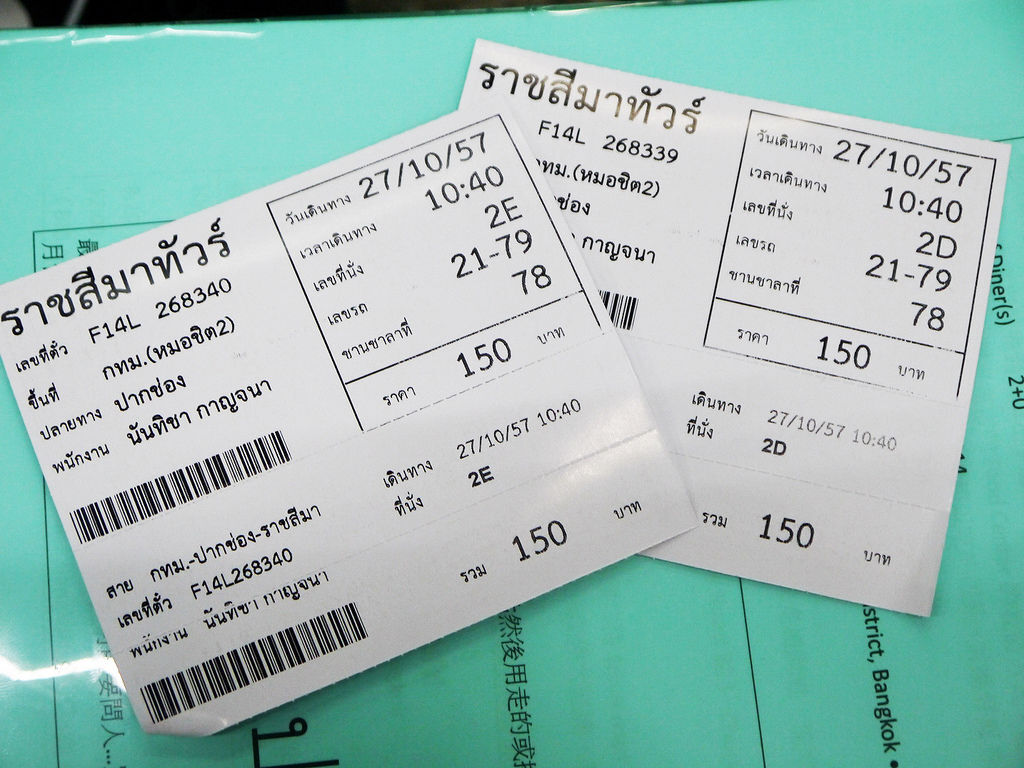 ราชสีมาทัวร์
เลขที่ตั๋ว F14L 268340
ขึ้นที่ กทม.(หมอชิต2)
ปลายทาง ปากช่อง
พนักงาน นันทิชา กาญจนา
วันเดินทาง 27/10/57
เวลาเดินทาง 10:40
เลขที่นั่ง 2E
เลขรถ 21-79
ชานชาลาที่ 78
ราคา 150 บาท
สาย กทม.-ปากช่อง-ราชสีมา
เลขที่ตั๋ว F14L268340
พนักงาน นันทิชา กาญจนา
เดินทาง 27/10/57 10:40
ที่นั่ง 2E
รวม 150 บาท
ราชสีมาทัวร์
F14L 268339
กทม.(หมอชิต2)
ช่อง
กาญจนา
วันเดินทาง 27/10/57
เวลาเดินทาง 10:40
เลขที่นั่ง 2D
เลขรถ 21-79
ชานชาลาที่ 78
ราคา 150 บาท
เดินทาง 27/10/57 10:40
ที่นั่ง 2D
รวม 150 บาท
2+0
strict, Bangkok •
然後用走的或
問人...
最
月